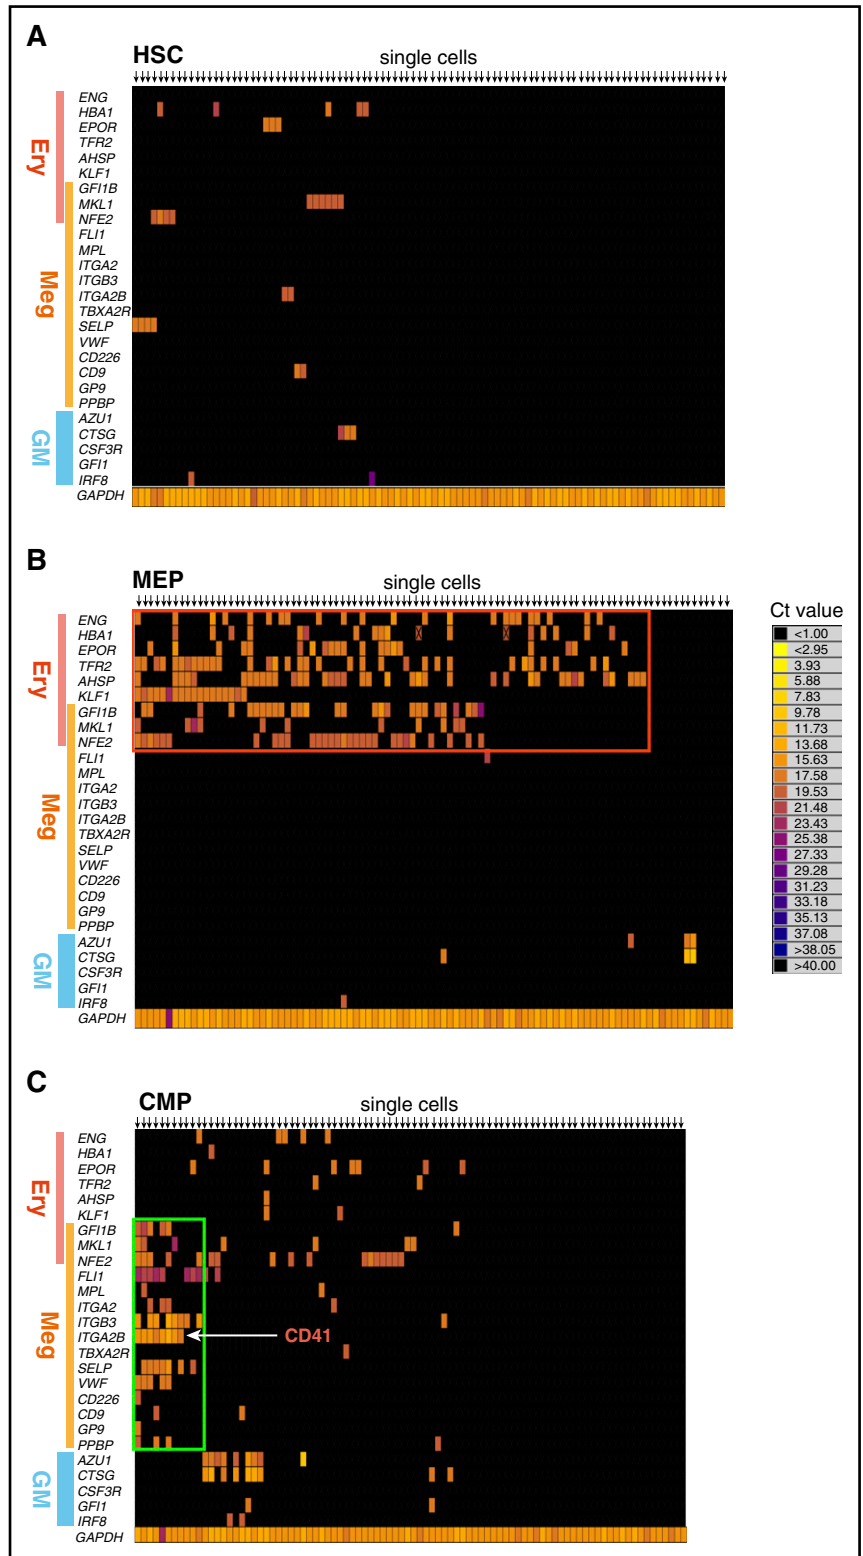 A
HSC
single cells
ENG
HBA1
EPOR
TFR2
AHSP
KLF1
GFI1B
MKL1
NFE2
FLI1
MPL
ITGA2
ITGB3
ITGA2B
TBXA2R
SELP
VWF
CD226
CD9
GP9
PPBP
AZU1
CTSG
CSF3R
GFI1
IRF8
GAPDH
Ery
Meg
GM
B
MEP
single cells
ENG
HBA1
EPOR
TFR2
AHSP
KLF1
GFI1B
MKL1
NFE2
FLI1
MPL
ITGA2
ITGB3
ITGA2B
TBXA2R
SELP
VWF
CD226
CD9
GP9
PPBP
AZU1
CTSG
CSF3R
GFI1
IRF8
GAPDH
Ery
Meg
GM
X
X
Ct value
<1.00
<2.95
3.93
5.88
7.83
9.78
11.73
13.68
15.63
17.58
19.53
21.48
23.43
25.38
27.33
29.28
31.23
33.18
35.13
37.08
>38.05
>40.00
C
CMP
single cells
ENG
HBA1
EPOR
TFR2
AHSP
KLF1
GFI1B
MKL1
NFE2
FLI1
MPL
ITGA2
ITGB3
ITGA2B
TBXA2R
SELP
VWF
CD226
CD9
GP9
PPBP
AZU1
CTSG
CSF3R
GFI1
IRF8
GAPDH
Ery
Meg
GM
CD41